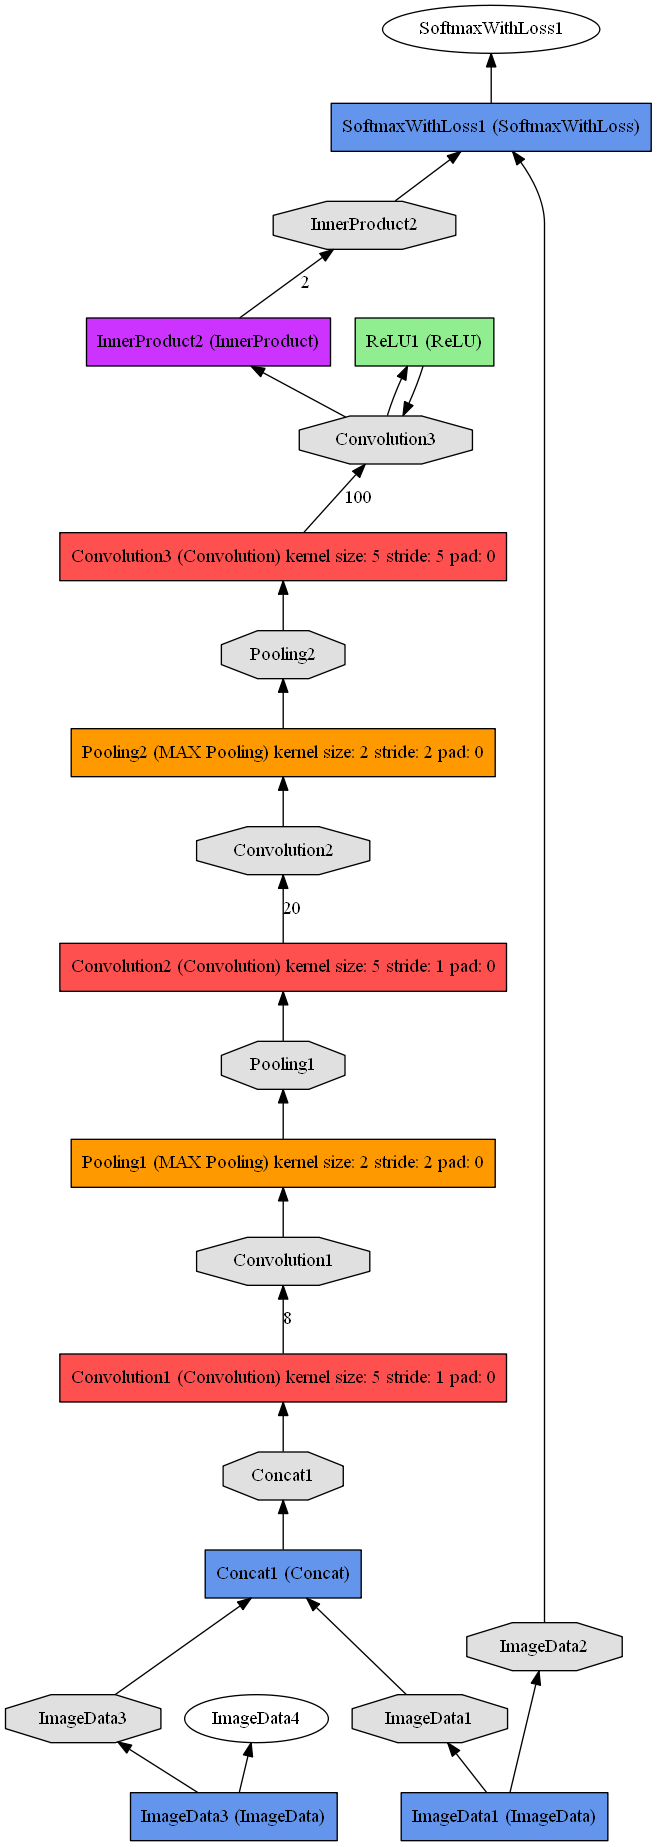 SoftmaxWithLoss1
SoftmaxWithLoss1 (SoftmaxWithLoss)
InnerProduct2
2
InnerProduct2 (InnerProduct)
ReLU1 (ReLU)
Convolution3
100
Convolution3 (Convolution) kernel size: 5 stride: 5 pad: 0
Pooling2
Pooling2 (MAX Pooling) kernel size: 2 stride: 2 pad: 0
Convolution2
20
Convolution2 (Convolution) kernel size: 5 stride: 1 pad: 0
Pooling1
Pooling1 (MAX Pooling) kernel size: 2 stride: 2 pad: 0
Convolution1
8
Convolution1 (Convolution) kernel size: 5 stride: 1 pad: 0
Concat1
Concat1 (Concat)
ImageData2
ImageData3
ImageData4
ImageData1
ImageData3 (ImageData)
ImageData1 (ImageData)